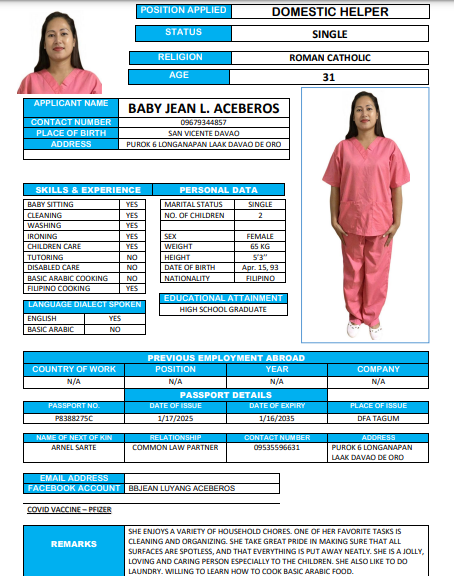 POSITION APPLIED DOMESTIC HELPER
STATUS SINGLE
RELIGION ROMAN CATHOLIC
AGE 31
APPLICANT NAME BABY JEAN L. ACEBEROS
CONTACT NUMBER 09679344857
PLACE OF BIRTH SAN VICENTE DAVAO
ADDRESS PUROK 6 LONGANAPAN LAAK DAVAO DE ORO
SKILLS & EXPERIENCE PERSONAL DATA
BABY SITTING YES MARITAL STATUS SINGLE
CLEANING YES NO. OF CHILDREN 2
WASHING YES
IRONING YES SEX FEMALE
CHILDREN CARE YES WEIGHT 65 KG
TUTORING NO HEIGHT 5'3"
DISABLED CARE NO DATE OF BIRTH Apr. 15, 93
BASIC ARABIC COOKING NO NATIONALITY FILIPINO
FILIPINO COOKING YES
EDUCATIONAL ATTAINMENT
LANGUAGE DIALECT SPOKEN HIGH SCHOOL GRADUATE
ENGLISH YES
BASIC ARABIC NO
PREVIOUS EMPLOYMENT ABROAD
COUNTRY OF WORK POSITION YEAR COMPANY
N/A N/A N/A N/A
PASSPORT DETAILS
PASSPORT NO. DATE OF ISSUE DATE OF EXPIRY PLACE OF ISSUE
P8388275C 1/17/2025 1/16/2035 DFA TAGUM
NAME OF NEXT OF KIN RELATIONSHIP CONTACT NUMBER ADDRESS
ARNEL SARTE COMMON LAW PARTNER 09535596631 PUROK 6 LONGANAPAN
LAAK DAVAO DE ORO
EMAIL ADDRESS
FACEBOOK ACCOUNT BBJEAN LUYANG ACEBEROS
COVID VACCINE – PFIZER
REMARKS
SHE ENJOYS A VARIETY OF HOUSEHOLD CHORES. ONE OF HER FAVORITE TASKS IS
CLEANING AND ORGANIZING. SHE TAKE GREAT PRIDE IN MAKING SURE THAT ALL
SURFACES ARE SPOTLESS, AND THAT EVERYTHING IS PUT AWAY NEATLY. SHE IS A JOLLY,
LOVING AND CARING PERSON ESPECIALLY TO THE CHILDREN. SHE ALSO LIKE TO DO
LAUNDRY. WILLING TO LEARN HOW TO COOK BASIC ARABIC FOOD.